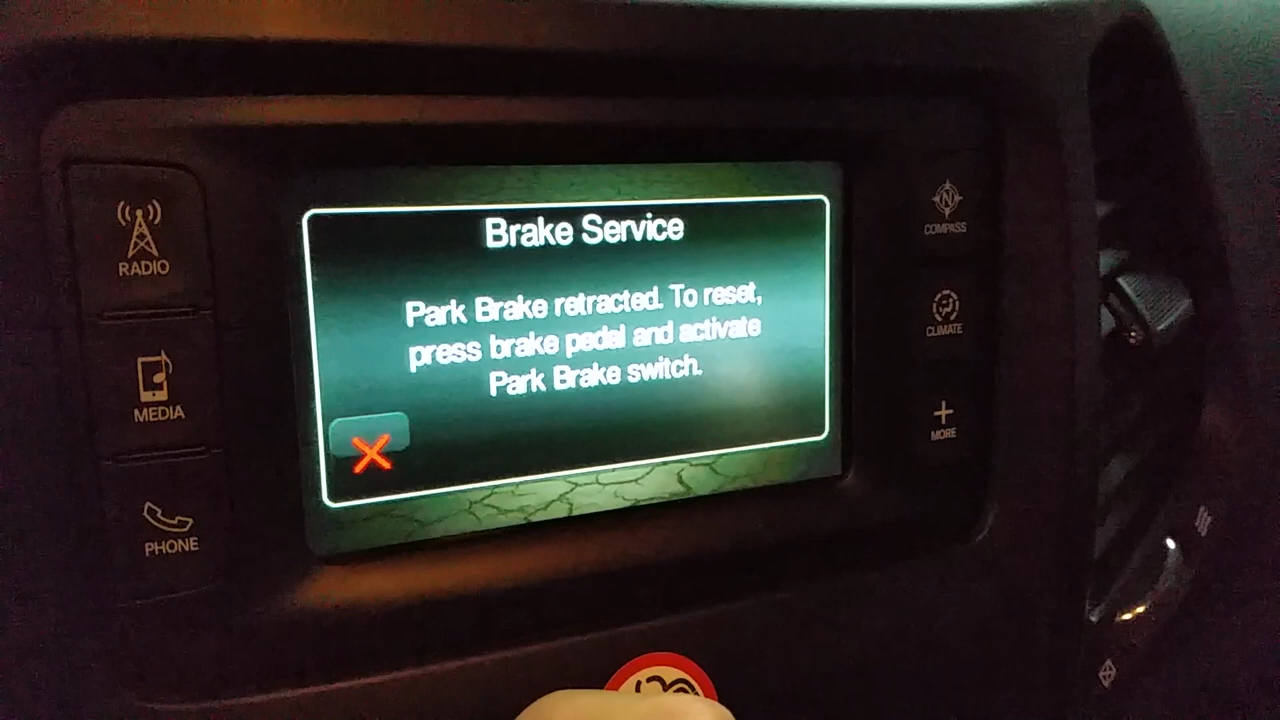 Brake Service
Park Brake retracted. To reset,
press brake pedal and activate
Park Brake switch.
RADIO
MEDIA
PHONE
N
COMPASS
CLIMATE
MORE